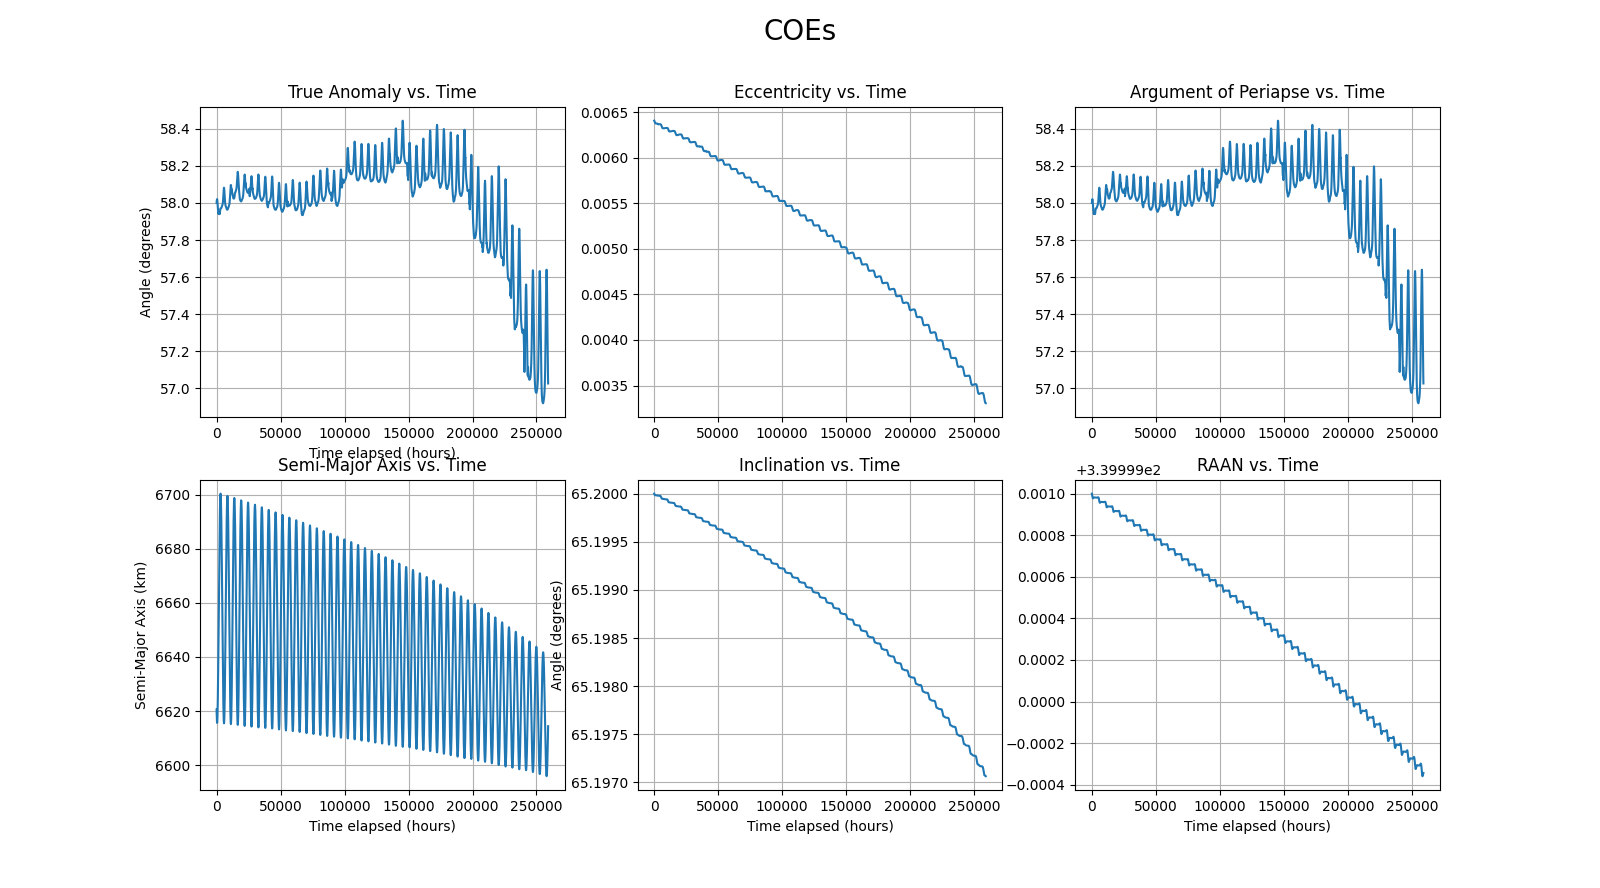 COEs
True Anomaly vs. Time
Eccentricity vs. Time
Argument of Periapse vs. Time
Angle (degrees)
58.4
58.2
58.0
57.8
57.6
57.4
57.2
57.0
0.0065
0.0060
0.0055
0.0050
0.0045
0.0040
0.0035
58.4
58.2
58.0
57.8
57.6
57.4
57.2
57.0
0 50000 100000 150000 200000 250000
0 50000 100000 150000 200000 250000
0 50000 100000 150000 200000 250000
Time elapsed (hours)
Semi-Major Axis vs. Time
Inclination vs. Time
+3.39999e2
RAAN vs. Time
Semi-Major Axis (km)
6700
6680
6660
6640
6620
6600
Angle (degrees)
65.2000
65.1995
65.1990
65.1985
65.1980
65.1975
65.1970
0.0010
0.0008
0.0006
0.0004
0.0002
0.0000
−0.0002
−0.0004
0 50000 100000 150000 200000 250000
0 50000 100000 150000 200000 250000
0 50000 100000 150000 200000 250000
Time elapsed (hours)
Time elapsed (hours)
Time elapsed (hours)